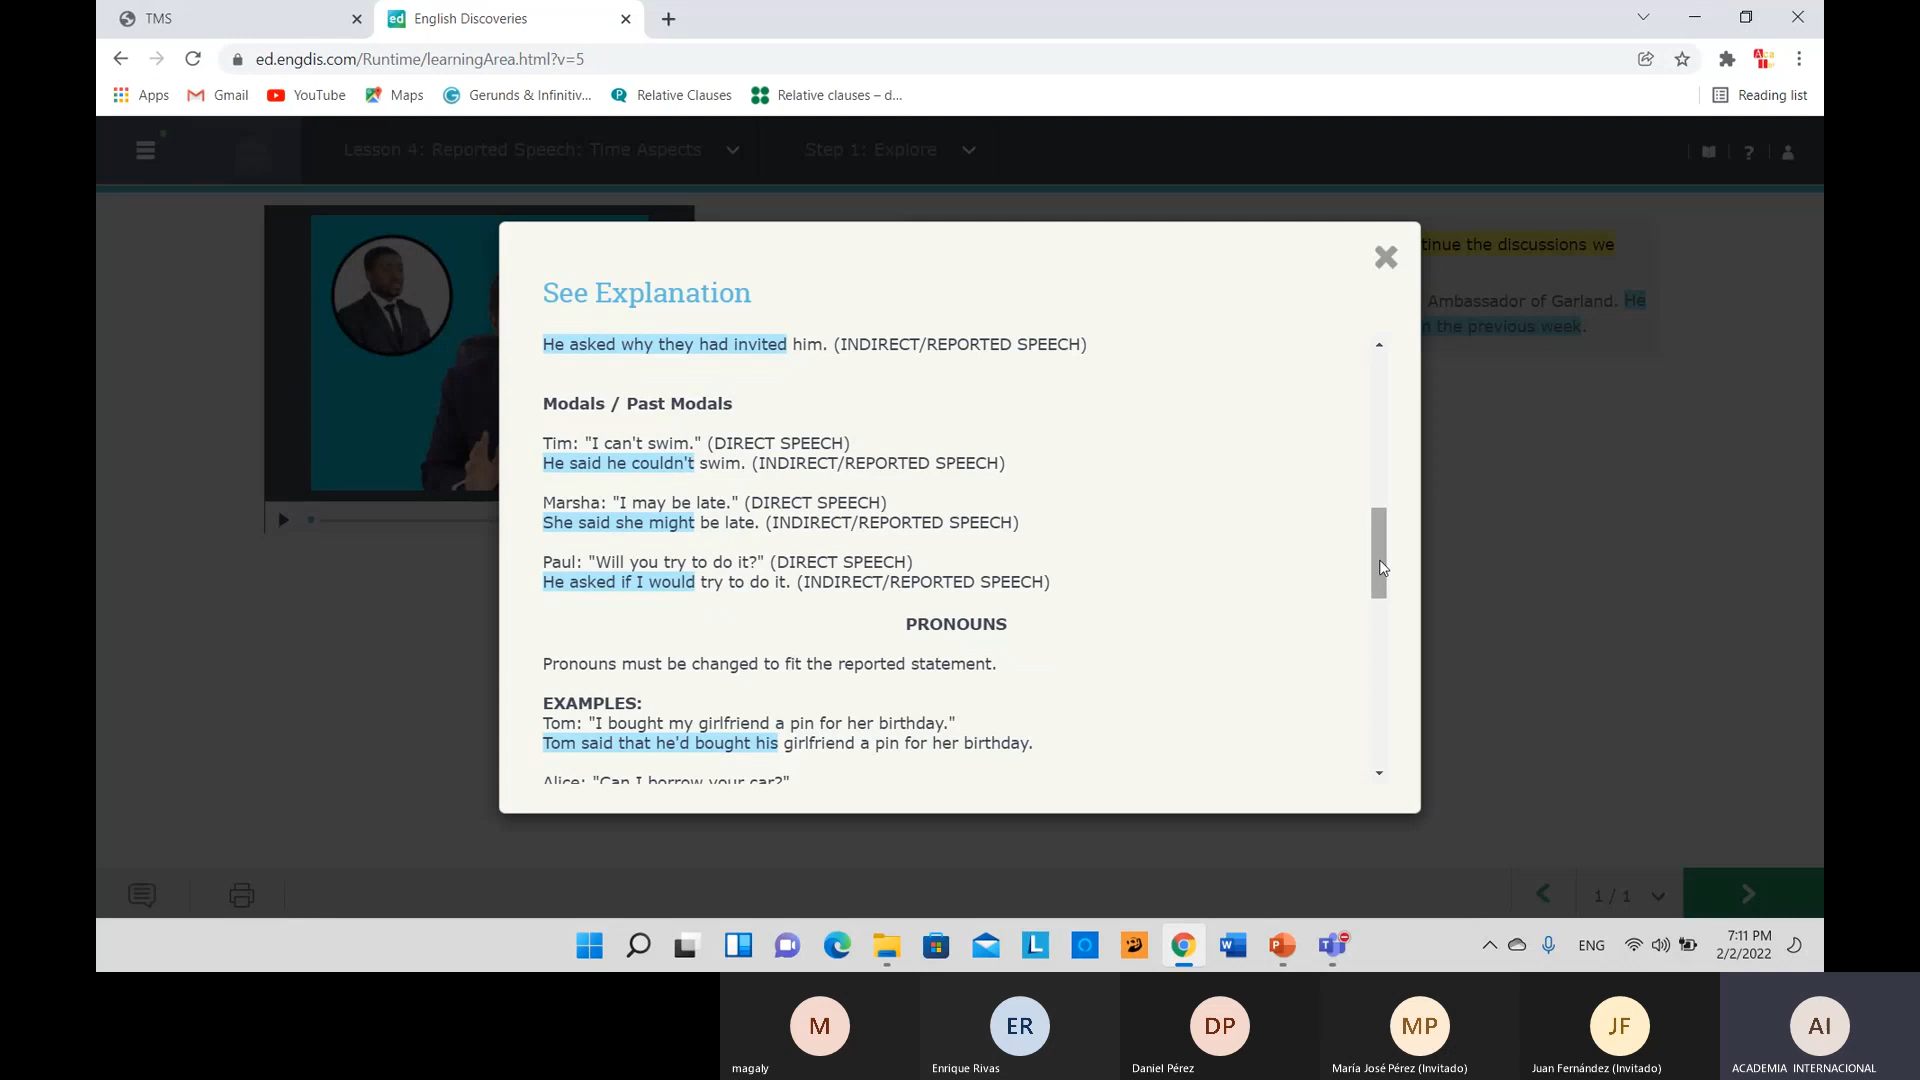 TMS
English Discoveries
ed.engdis.com/Runtime/learningArea.html?v=5
Apps Gmail YouTube Maps Gerunds & Infinitiv... Relative Clauses Relative clauses – d... Reading list
Lesson 4: Reported Speech: Time Aspects Step 1: Explore ?
tinue the discussions we
Ambassador of Garland. He
n the previous week.
See Explanation
He asked why they had invited him. (INDIRECT/REPORTED SPEECH)
Modals / Past Modals
Tim: "I can't swim." (DIRECT SPEECH)
He said he couldn't swim. (INDIRECT/REPORTED SPEECH)
Marsha: "I may be late." (DIRECT SPEECH)
She said she might be late. (INDIRECT/REPORTED SPEECH)
Paul: "Will you try to do it?" (DIRECT SPEECH)
He asked if I would try to do it. (INDIRECT/REPORTED SPEECH)
PRONOUNS
Pronouns must be changed to fit the reported statement.
EXAMPLES:
Tom: "I bought my girlfriend a pin for her birthday."
Tom said that he'd bought his girlfriend a pin for her birthday.
Alice: "Can I borrow your car?"
1 / 1
ENG
7:11 PM
2/2/2022
M ER DP MP JF AI
magaly Enrique Rivas Daniel Pérez María José Pérez (Invitado) Juan Fernández (Invitado) ACADEMIA INTERNACIONAL